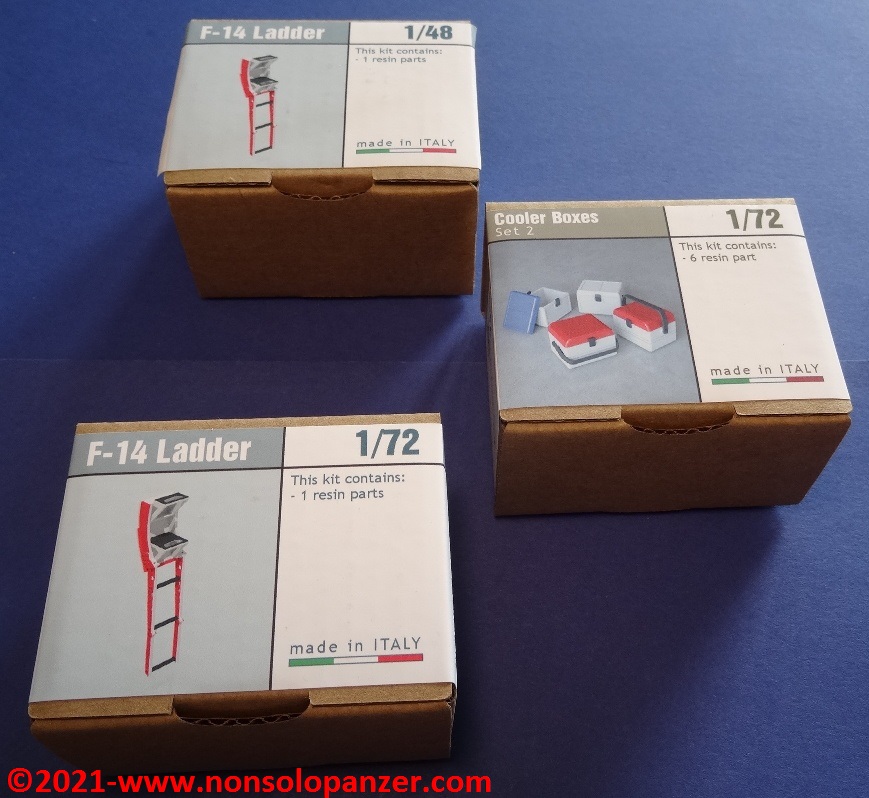 F-14 Ladder
1/48
This kit contains:
- 1 resin parts
made in ITALY
Cooler Boxes
Set 2
1/72
This kit contains:
- 6 resin part
made in ITALY
F-14 Ladder
1/72
This kit contains:
- 1 resin parts
made in ITALY
©2021-www.nonsolopanzer.com